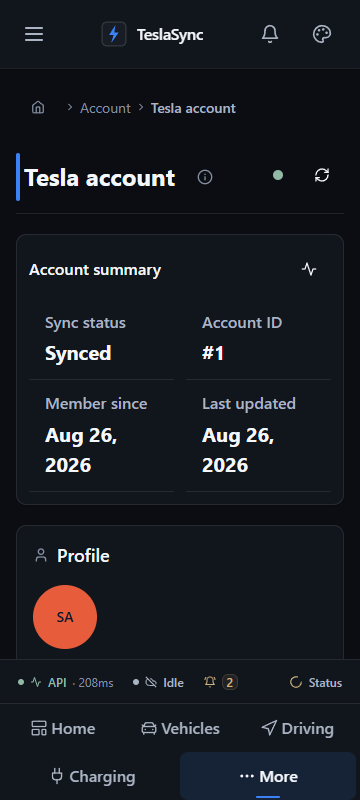 TeslaSync
Account
Tesla account
Tesla account
Account summary
Sync status
Account ID
Synced
#1
Member since
Last updated
Aug 26,
2026
Aug 26,
2026
Profile
SA
API · 208ms
Idle
2
Status
Home
Vehicles
Driving
Charging
More